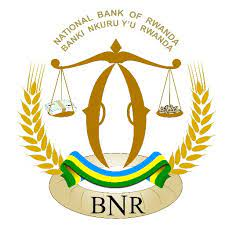 NATIONAL BANK OF RWANDA
BANKI NKURU Y'U RWANDA
BNR